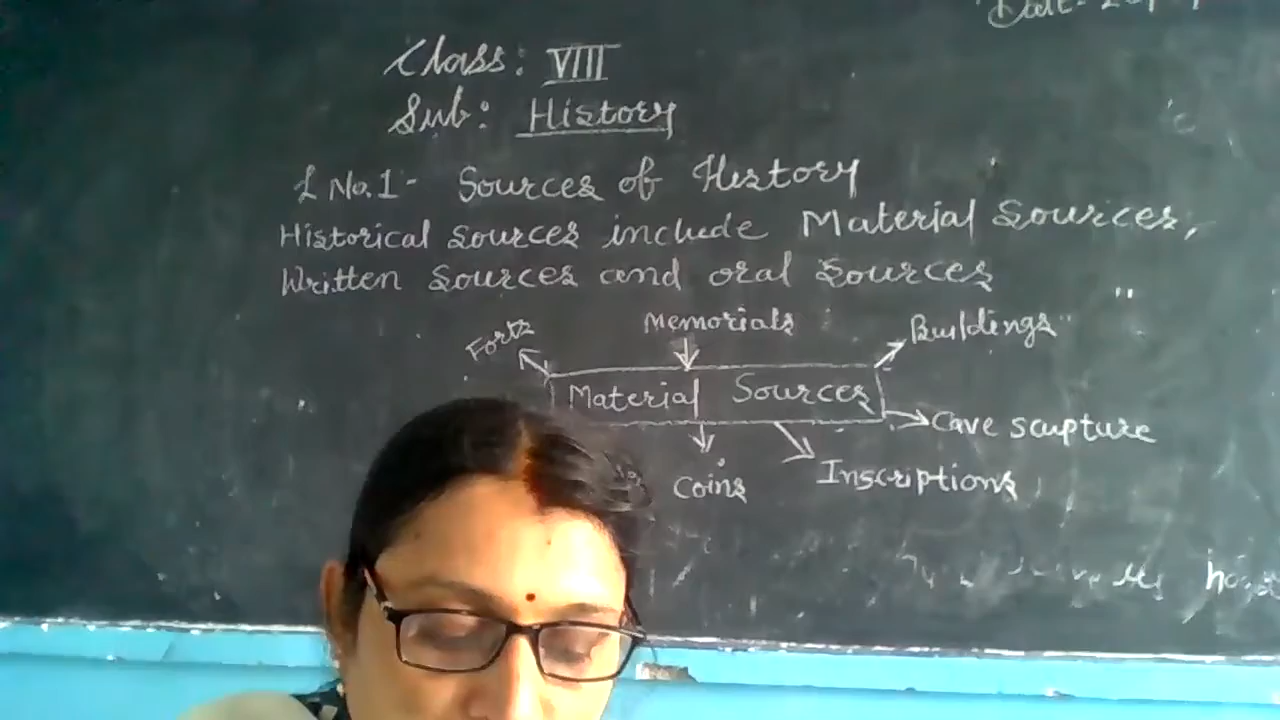 Date-
Class: VIII
Sub: History
L No.1- Sources of History
Historical sources include Material Sources,
Written sources and oral sources
Forts
Memorials
Buildings
Material Sources
Cave scupture
Coins
Inscriptions